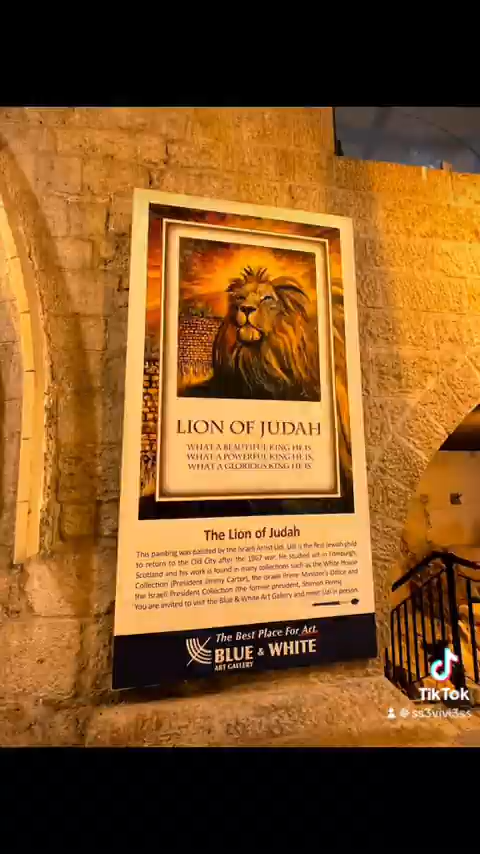 LION OF JUDAH
WHAT A BEAUTIFUL KING HE IS,
WHAT A POWERFUL KING HE IS,
WHAT A GLORIOUS KING HE IS
The Lion of Judah
This painting was painted by the Israeli Artist Udi. Udi is the first Jewish child
to return to the Old City after the 1967 war. He studied art in Edinburgh,
Scotland and his work is found in many collections such as the White House
Collection (President Jimmy Carter), the Israeli Prime Minister's Office and
the Israeli President Collection (the former president, Shimon Peres)
You are invited to visit the Blue & White Art Gallery and meet Udi in person.
The Best Place For Art
BLUE & WHITE
ART GALLERY
TikTok
ss3vivi3ss